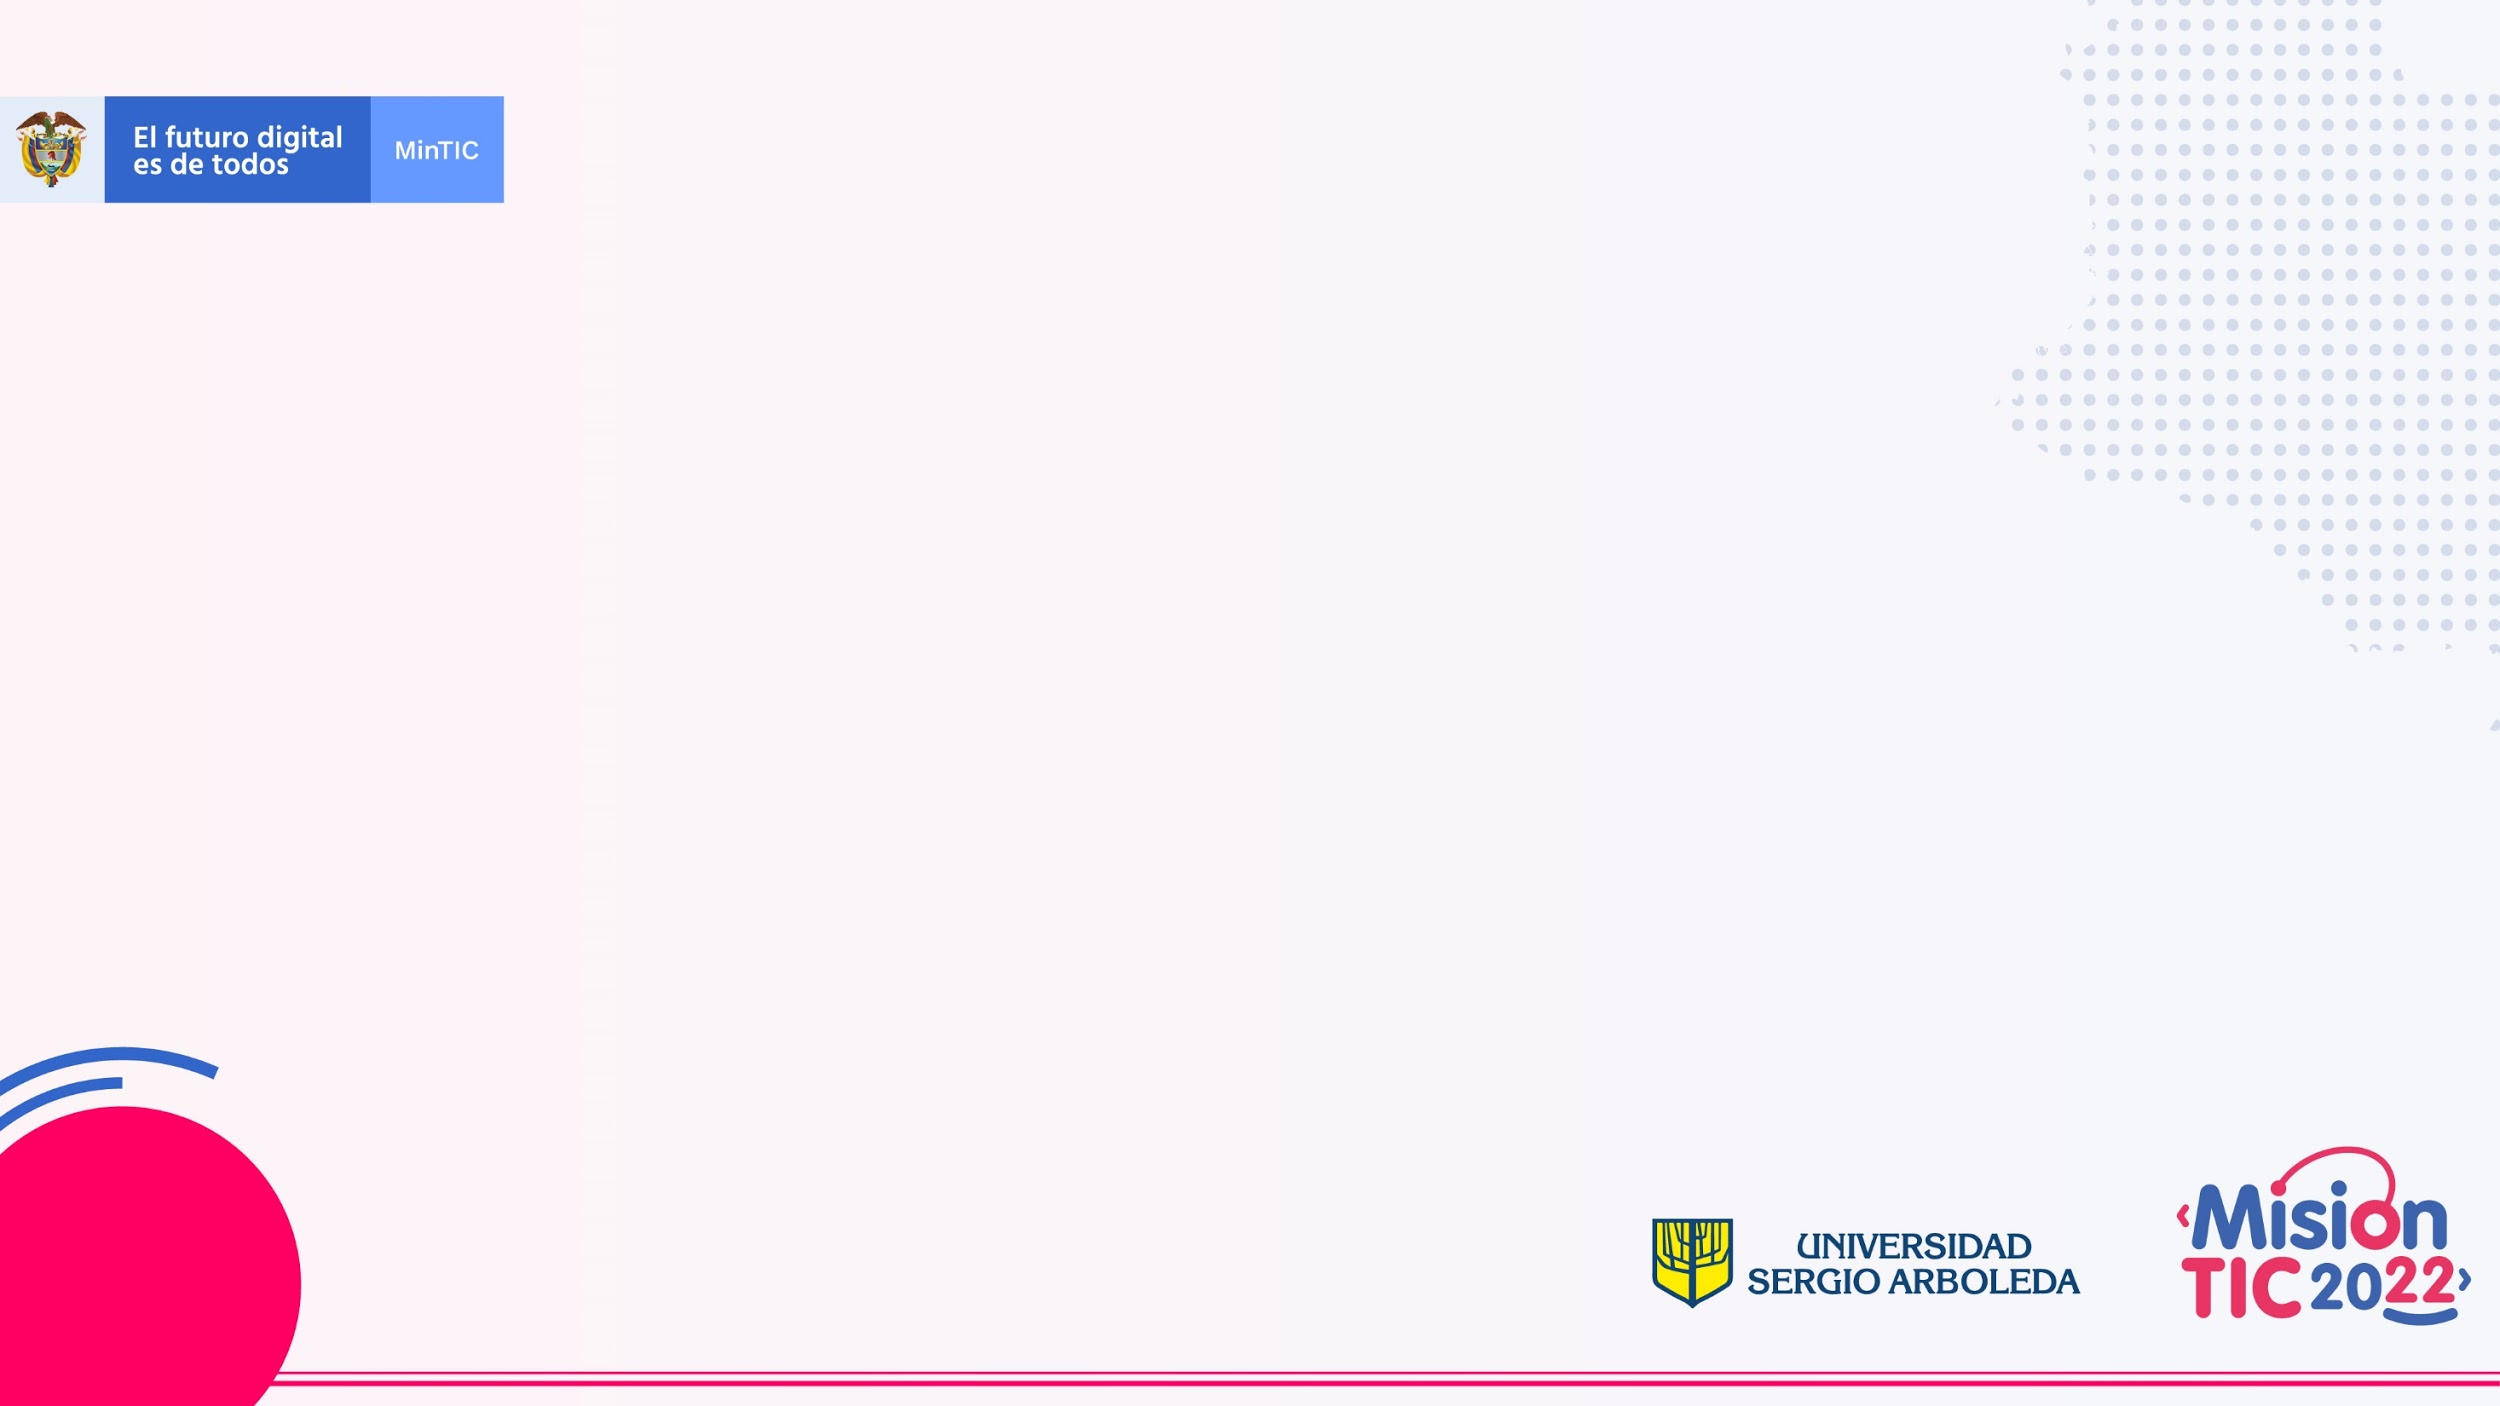 El futuro digital
es de todos
MinTIC
UNIVERSIDAD
SERGIO ARBOLEDA
Mision
TIC 2022